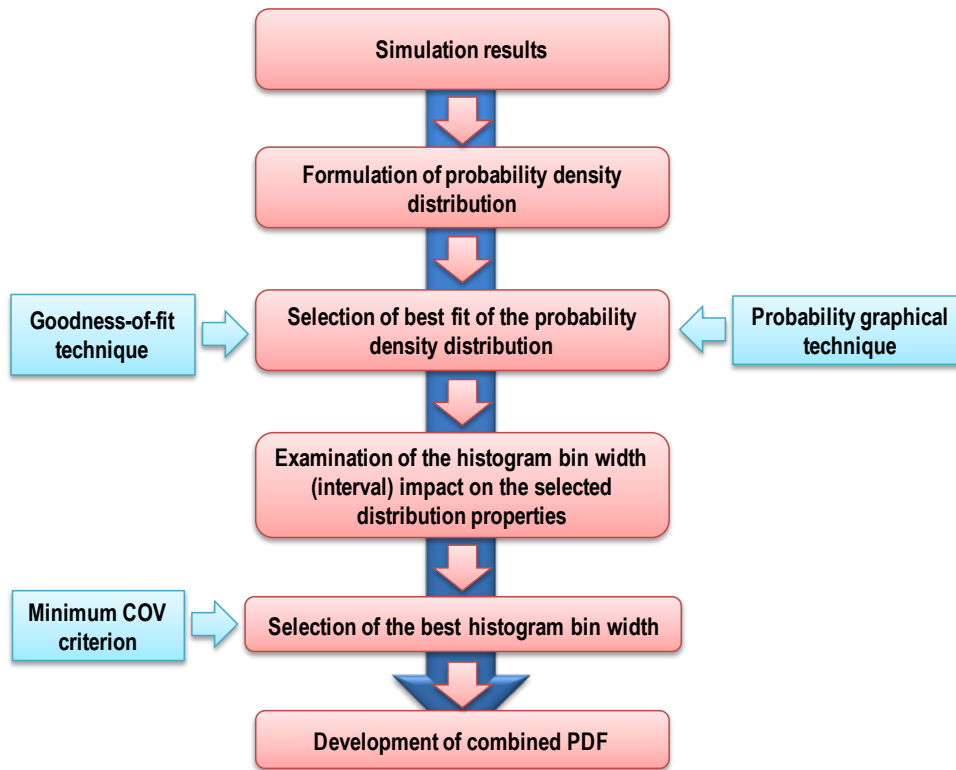 Simulation results
Formulation of probability density
distribution
Goodness-of-fit
technique
Selection of best fit of the probability
density distribution
Probability graphical
technique
Examination of the histogram bin width
(interval) impact on the selected
distribution properties
Minimum COV
criterion
Selection of the best histogram bin width
Development of combined PDF